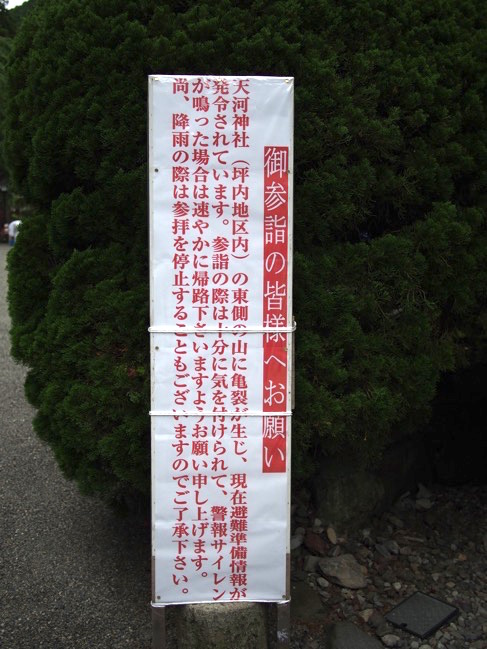 御参詣の皆様へお願い
天河神社（坪内地区内）の東側の山に亀裂が生じ、現在避難準備情報が
発令されています。参詣の際は十分に気を付けられて、警報サイレン
が鳴った場合は速やかに帰路下さいますようお願い申し上げます。
尚、降雨の際は参拝を停止することもございますのでご了承下さい。